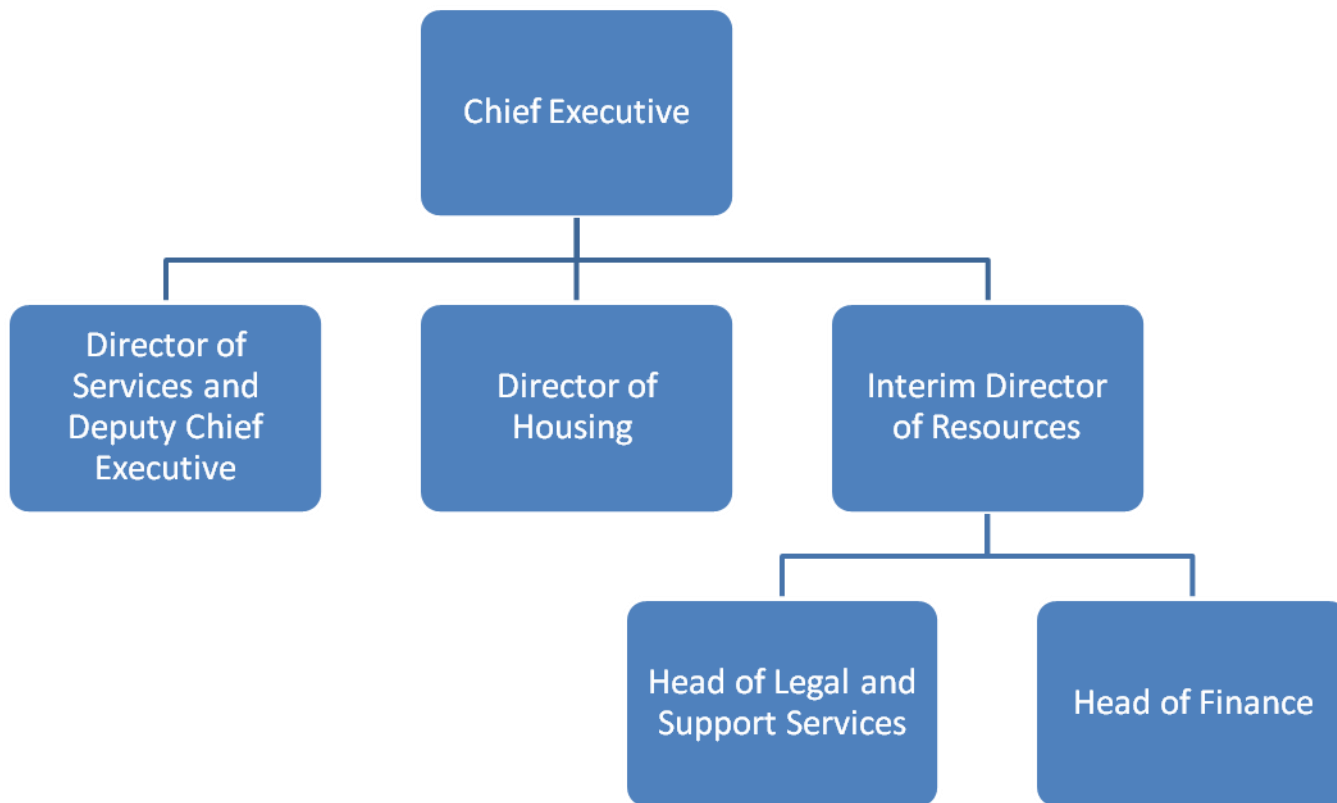 Chief Executive
Director of
Services and
Deputy Chief
Executive
Director of
Housing
Interim Director
of Resources
Head of Legal and
Support Services
Head of Finance